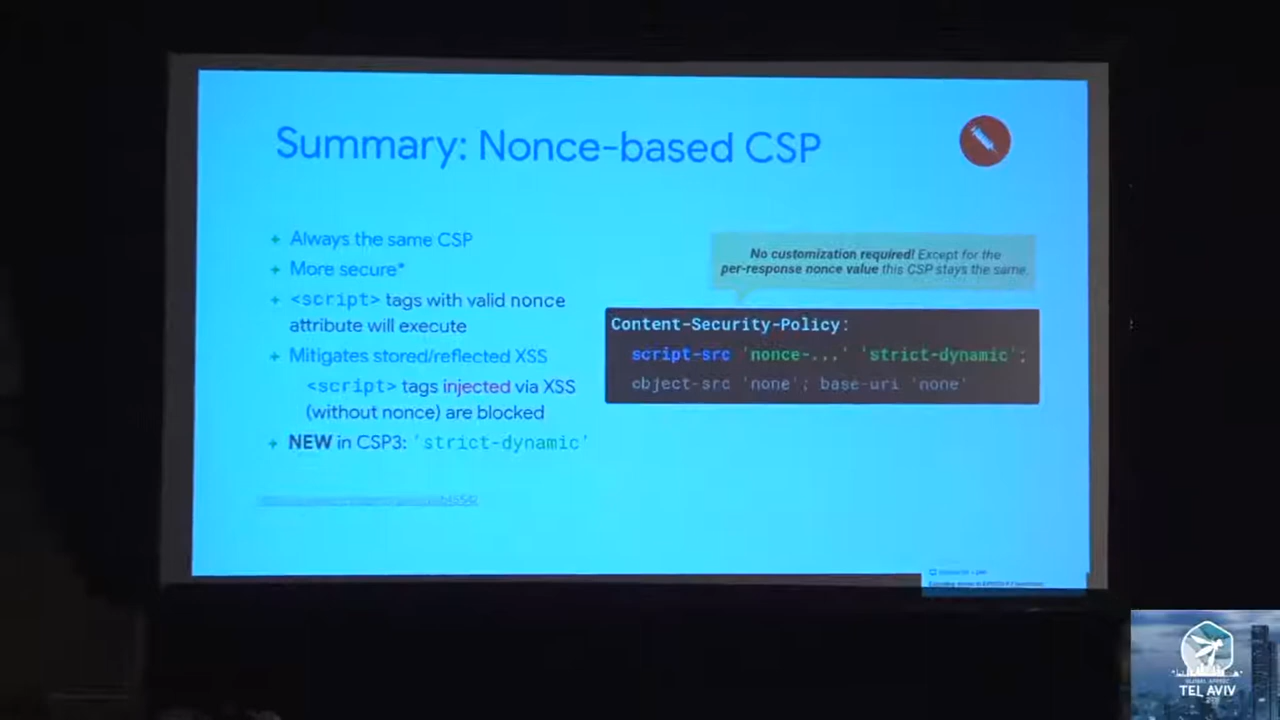 Summary: Nonce-based CSP
+ Always the same CSP
+ More secure*
+ <script> tags with valid nonce
attribute will execute
+ Mitigates stored/reflected XSS
<script> tags injected via XSS
(without nonce) are blocked
+ NEW in CSP3: 'strict-dynamic'
No customization required! Except for the
per-response nonce value this CSP stays the same.
Content-Security-Policy:
script-src 'nonce-...' 'strict-dynamic';
object-src 'none'; base-uri 'none'
GLOBAL APPSEC
TEL AVIV